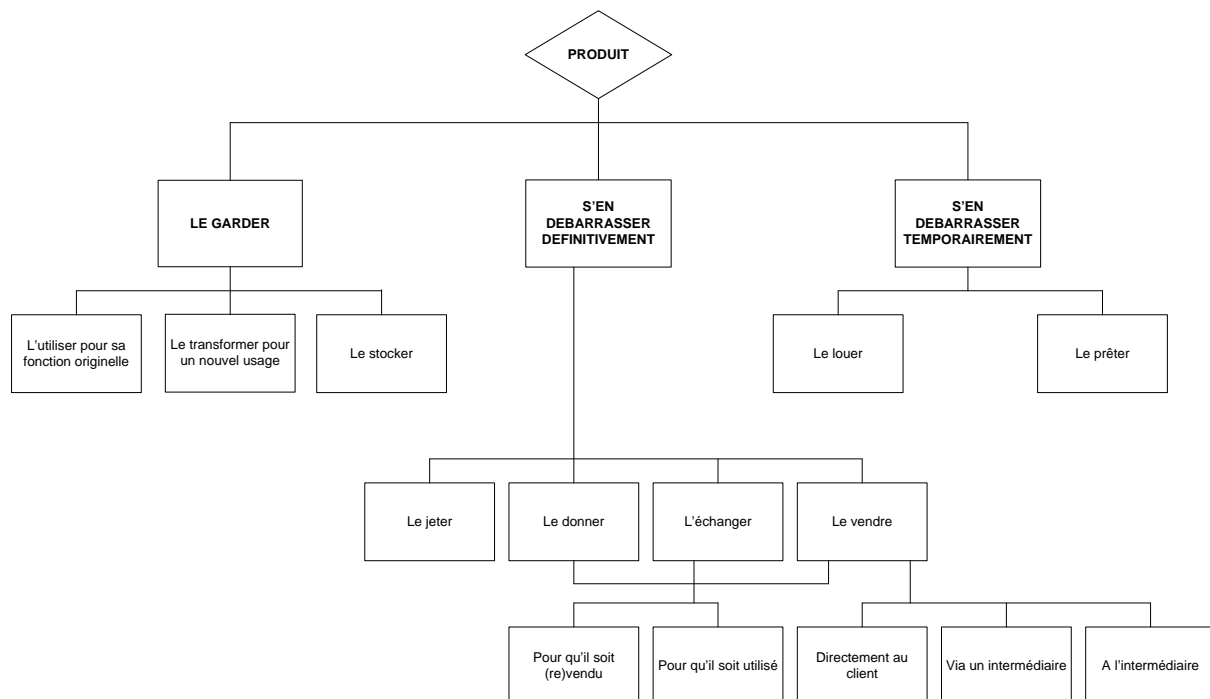 PRODUIT
LE GARDER
S’EN
DEBARRASSER
DEFINITIVEMENT
S’EN
DEBARRASSER
TEMPORAIREMENT
L’utiliser pour sa
fonction originelle
Le transformer pour
un nouvel usage
Le stocker
Le louer
Le prêter
Le jeter
Le donner
L’échanger
Le vendre
Pour qu’il soit
(re)vendu
Pour qu’il soit utilisé
Directement au
client
Via un intermédiaire
A l’intermédiaire